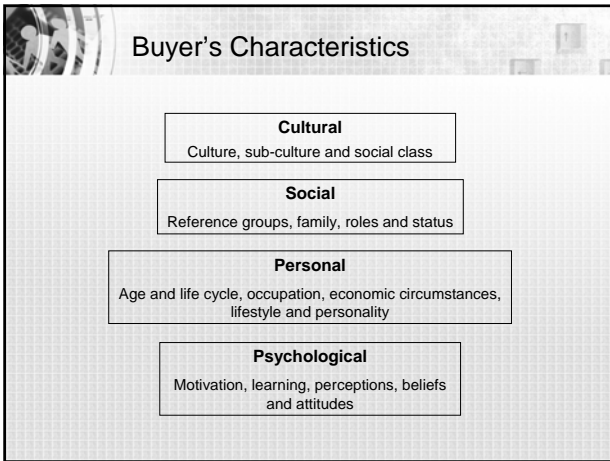 Buyer's Characteristics
Cultural
Culture, sub-culture and social class
Social
Reference groups, family, roles and status
Personal
Age and life cycle, occupation, economic circumstances,
lifestyle and personality
Psychological
Motivation, learning, perceptions, beliefs
and attitudes